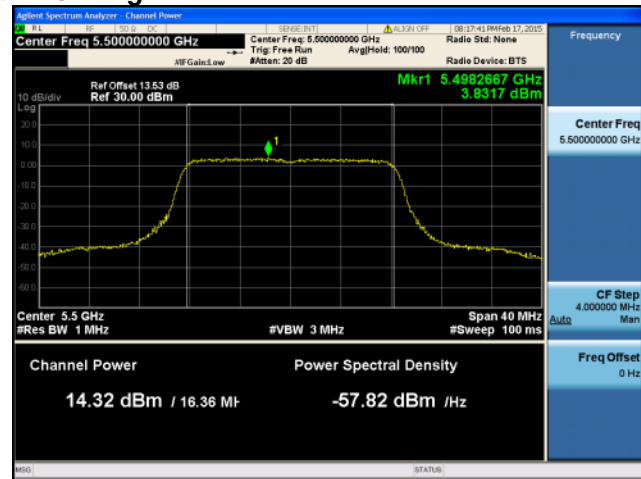 Agilent Spectrum Analyzer - Channel Power
RL RF 50 Ω DC SENSE:INT ALIGN OFF 08:17:41 PM Feb 17, 2015
Center Freq 5.500000000 GHz
Center Freq: 5.500000000 GHz
Radio Std: None
Trig: Free Run Avg|Hold: 100/100
#IFGain:Low #Atten: 20 dB Radio Device: BTS
Ref Offset 13.53 dB
10 dB/div Ref 30.00 dBm
Mkr1 5.4982667 GHz
3.8317 dBm
Log
20.0
10.0
1
0.00
-10.0
-20.0
-30.0
-40.0
-50.0
-60.0
Center 5.5 GHz Span 40 MHz
#Res BW 1 MHz #VBW 3 MHz #Sweep 100 ms
Channel Power Power Spectral Density
14.32 dBm / 16.36 MH -57.82 dBm /Hz
MSG STATUS
Frequency
Center Freq
5.500000000 GHz
CF Step
4.000000 MHz
Auto Man
Freq Offset
0 Hz